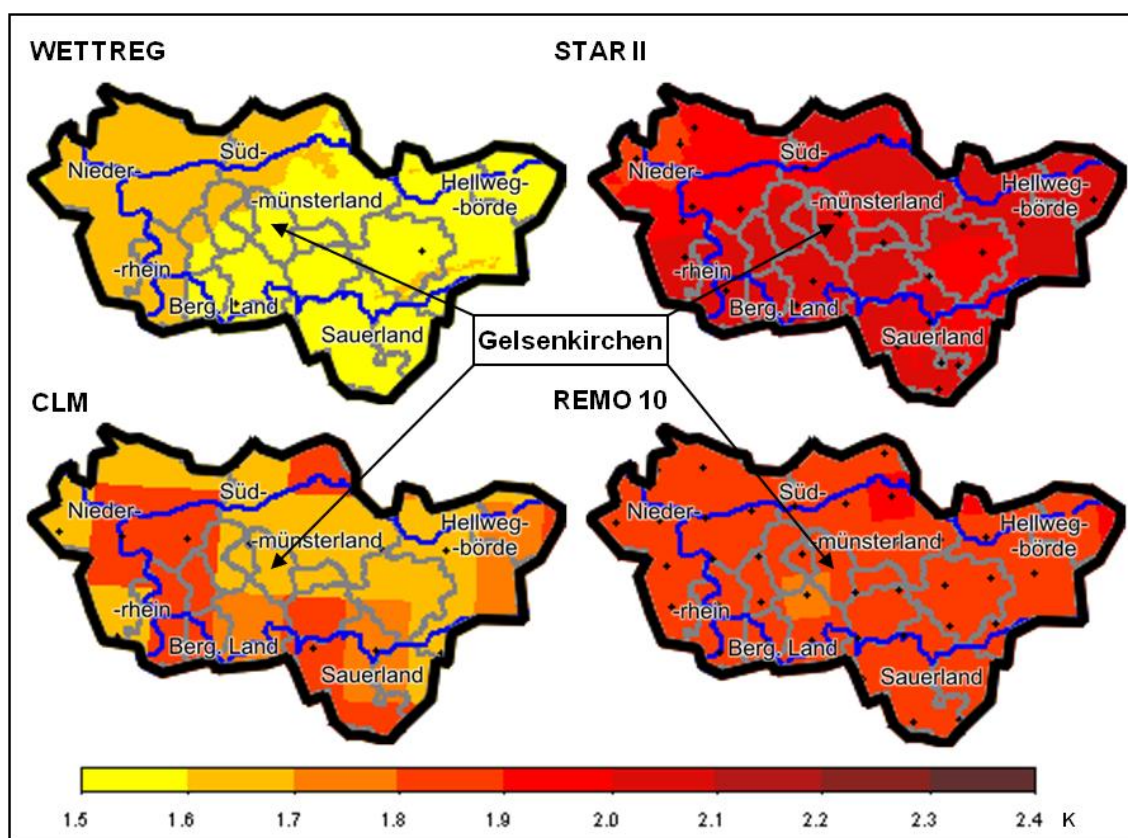 WETTREG
Nieder-
Süd-
-münsterland
Hellweg-
-börde
-rhein
Berg. Land
Sauerland
STAR II
Nieder-
Süd-
-münsterland
Hellweg-
-börde
-rhein
Berg. Land
Sauerland
Gelsenkirchen
CLM
Nieder-
Süd-
-münsterland
Hellweg-
-börde
-rhein
Berg. Land
Sauerland
REMO 10
Nieder-
Süd-
-münsterland
Hellweg-
-börde
-rhein
Berg. Land
Sauerland
1.5 1.6 1.7 1.8 1.9 2.0 2.1 2.2 2.3 2.4 K